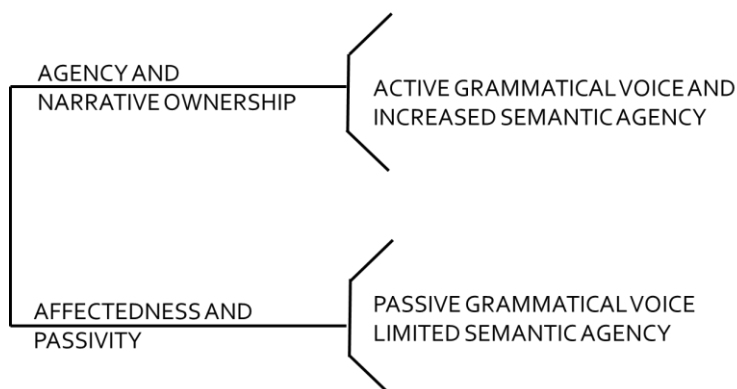 AGENCY AND
NARRATIVE OWNERSHIP
ACTIVE GRAMMATICAL VOICE AND
INCREASED SEMANTIC AGENCY
AFFECTEDNESS AND
PASSIVITY
PASSIVE GRAMMATICAL VOICE
LIMITED SEMANTIC AGENCY